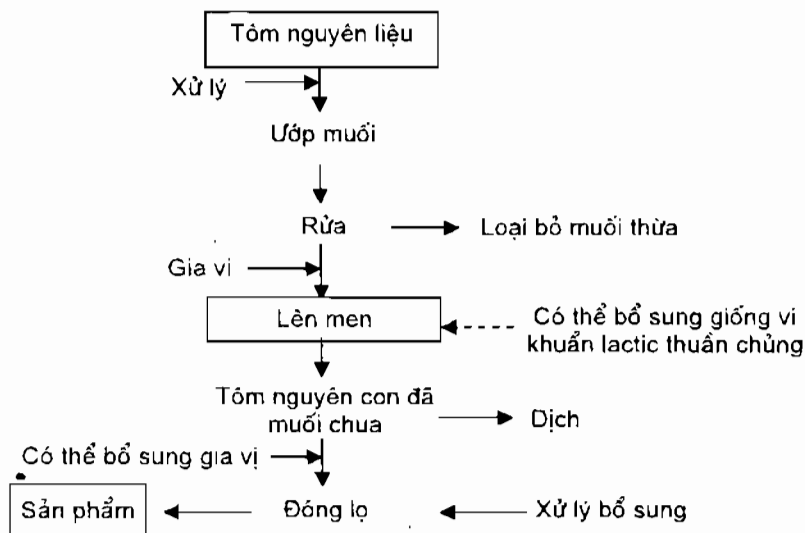 Tôm nguyên liệu
Xử lý
Ướp muối
Rửa
Loại bỏ muối thừa
Gia vi
Lên men
Có thể bổ sung giống vi
khuẩn lactic thuần chủng
Tôm nguyên con đã
muối chua
Dịch
Có thể bổ sung gia vị
Sản phẩm
Đóng lọ
Xử lý bổ sung